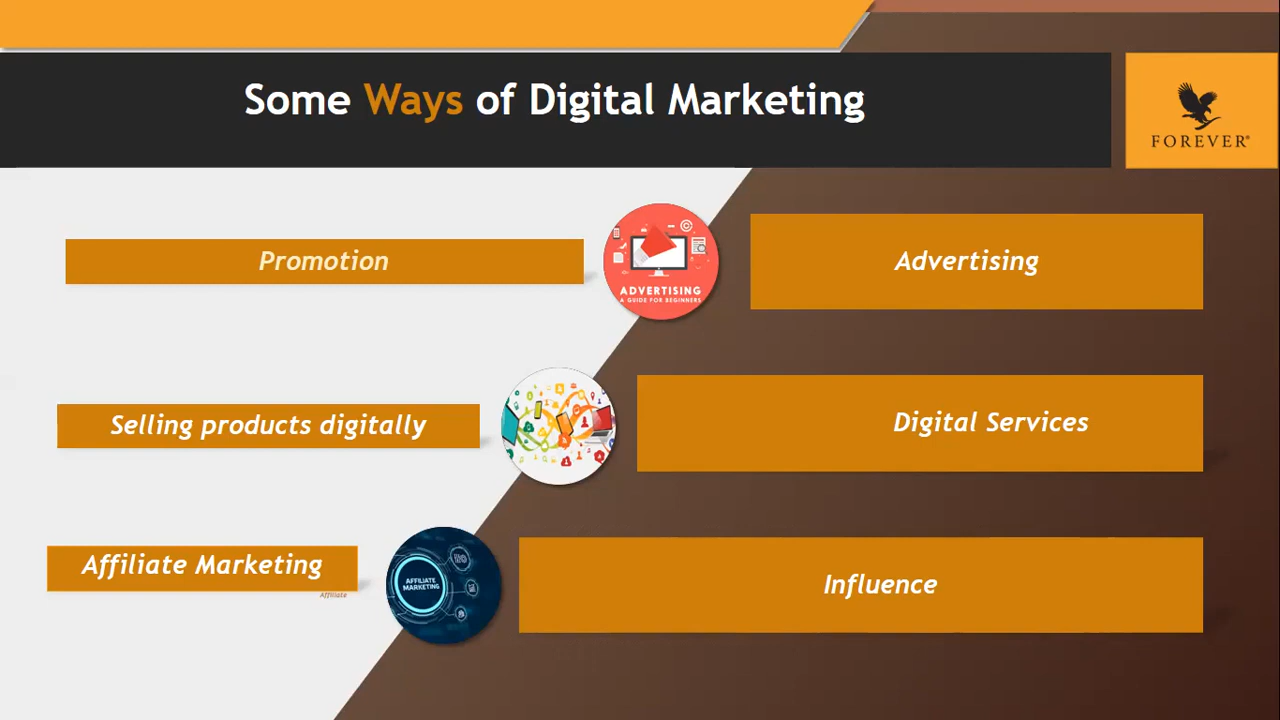 Some Ways of Digital Marketing
FOREVER
Promotion
ADVERTISING
A GUIDE FOR BEGINNERS
Advertising
Selling products digitally
Digital Services
Affiliate Marketing
Affiliate
AFFILIATE
MARKETING
Influence